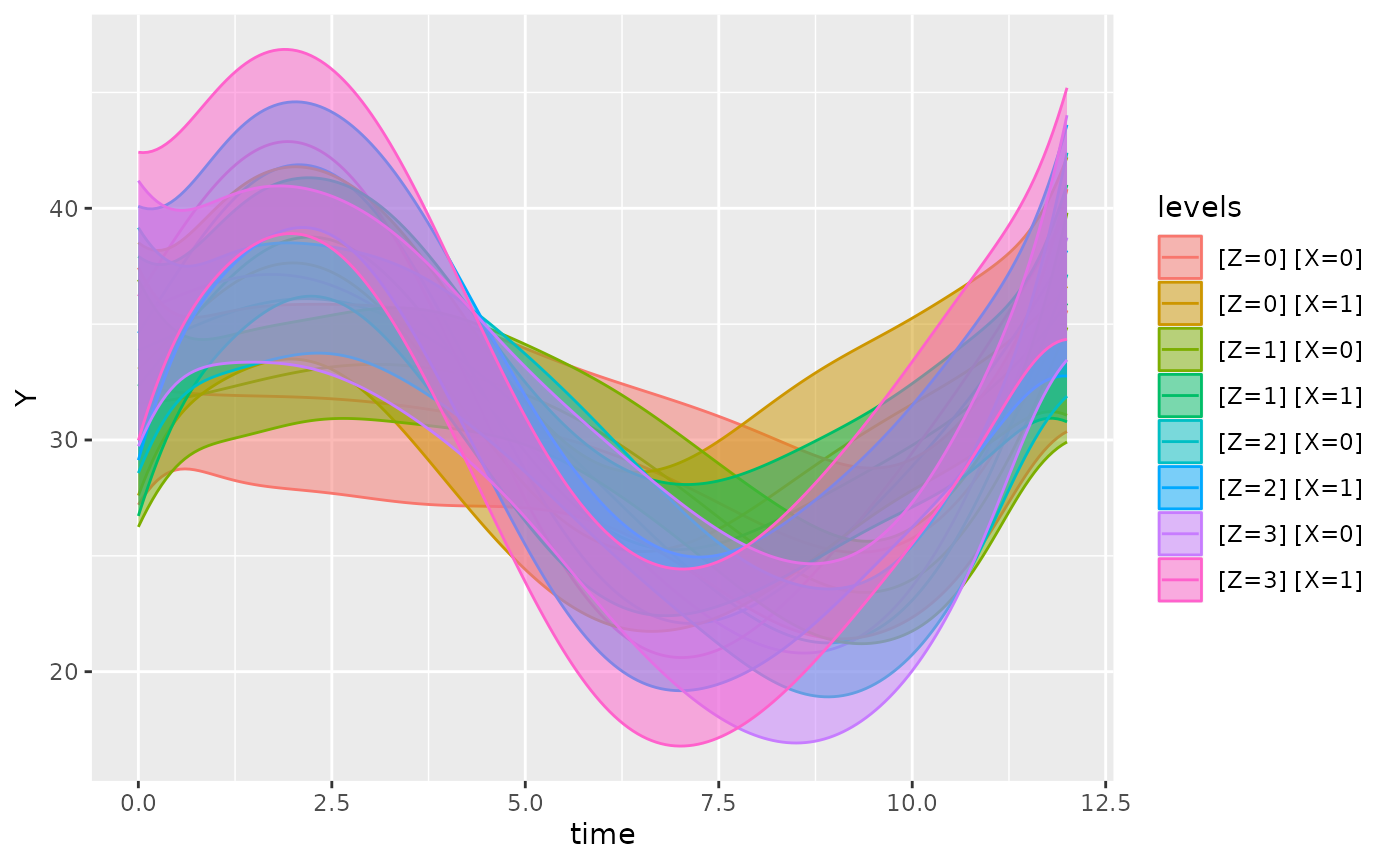 Y
40
30
20
0.0 2.5 5.0 7.5 10.0 12.5
time
levels
[Z=0] [X=0]
[Z=0] [X=1]
[Z=1] [X=0]
[Z=1] [X=1]
[Z=2] [X=0]
[Z=2] [X=1]
[Z=3] [X=0]
[Z=3] [X=1]